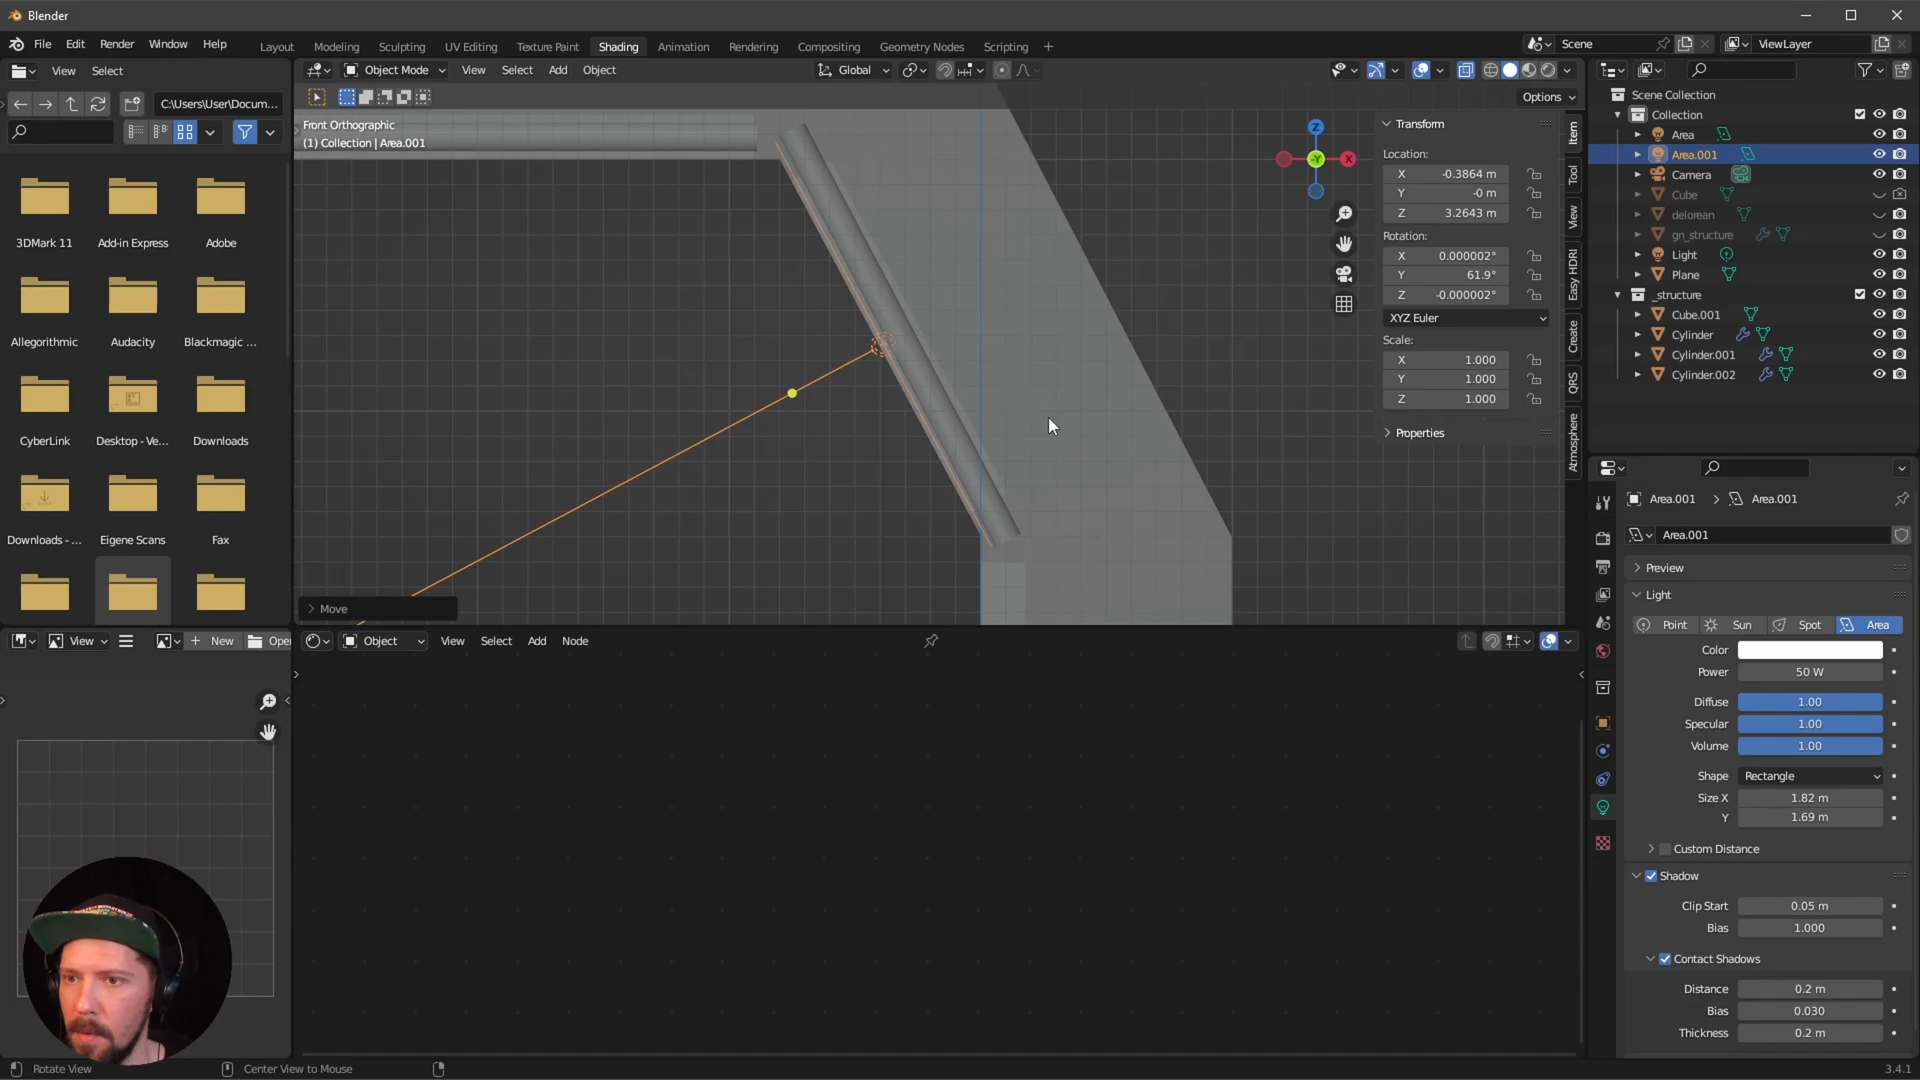 Blender
File Edit Render Window Help
Layout Modeling Sculpting UV Editing Texture Paint Shading Animation Rendering Compositing Geometry Nodes Scripting +
Scene
ViewLayer
View Select
Object Mode View Select Add Object
Global
C:\Users\User\Docum...
Options
Front Orthographic
(1) Collection | Area.001
Z
-Y
X
3DMark 11
Add-in Express
Adobe
Allegorithmic
Audacity
Blackmagic ...
CyberLink
Desktop - Ve...
Downloads
Downloads - ...
Eigene Scans
Fax
Move
Transform
Location:
X -0.3864 m
Y -0 m
Z 3.2643 m
Rotation:
X 0.000002°
Y 61.9°
Z -0.000002°
XYZ Euler
Scale:
X 1.000
Y 1.000
Z 1.000
Properties
Item
Tool
View
Easy HDRI
Create
QRS
Atmosphere
Scene Collection
Collection
Area
Area.001
Camera
Cube
delorean
gn_structure
Light
Plane
_structure
Cube.001
Cylinder
Cylinder.001
Cylinder.002
Area.001 > Area.001
Area.001
Preview
Light
Point Sun Spot Area
Color
Power 50 W
Diffuse 1.00
Specular 1.00
Volume 1.00
Shape Rectangle
Size X 1.82 m
Y 1.69 m
Custom Distance
Shadow
Clip Start 0.05 m
Bias 1.000
Contact Shadows
Distance 0.2 m
Bias 0.030
Thickness 0.2 m
View
New
Open
Object View Select Add Node
Rotate View
Center View to Mouse
3.4.1